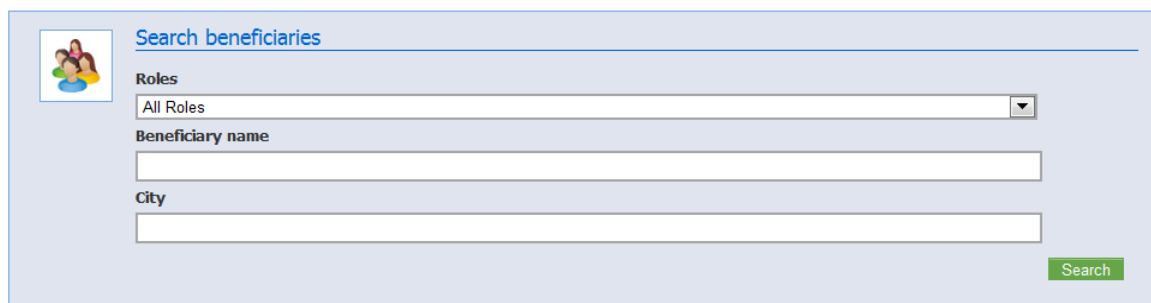 Search beneficiaries
Roles
All Roles
Beneficiary name
City
Search